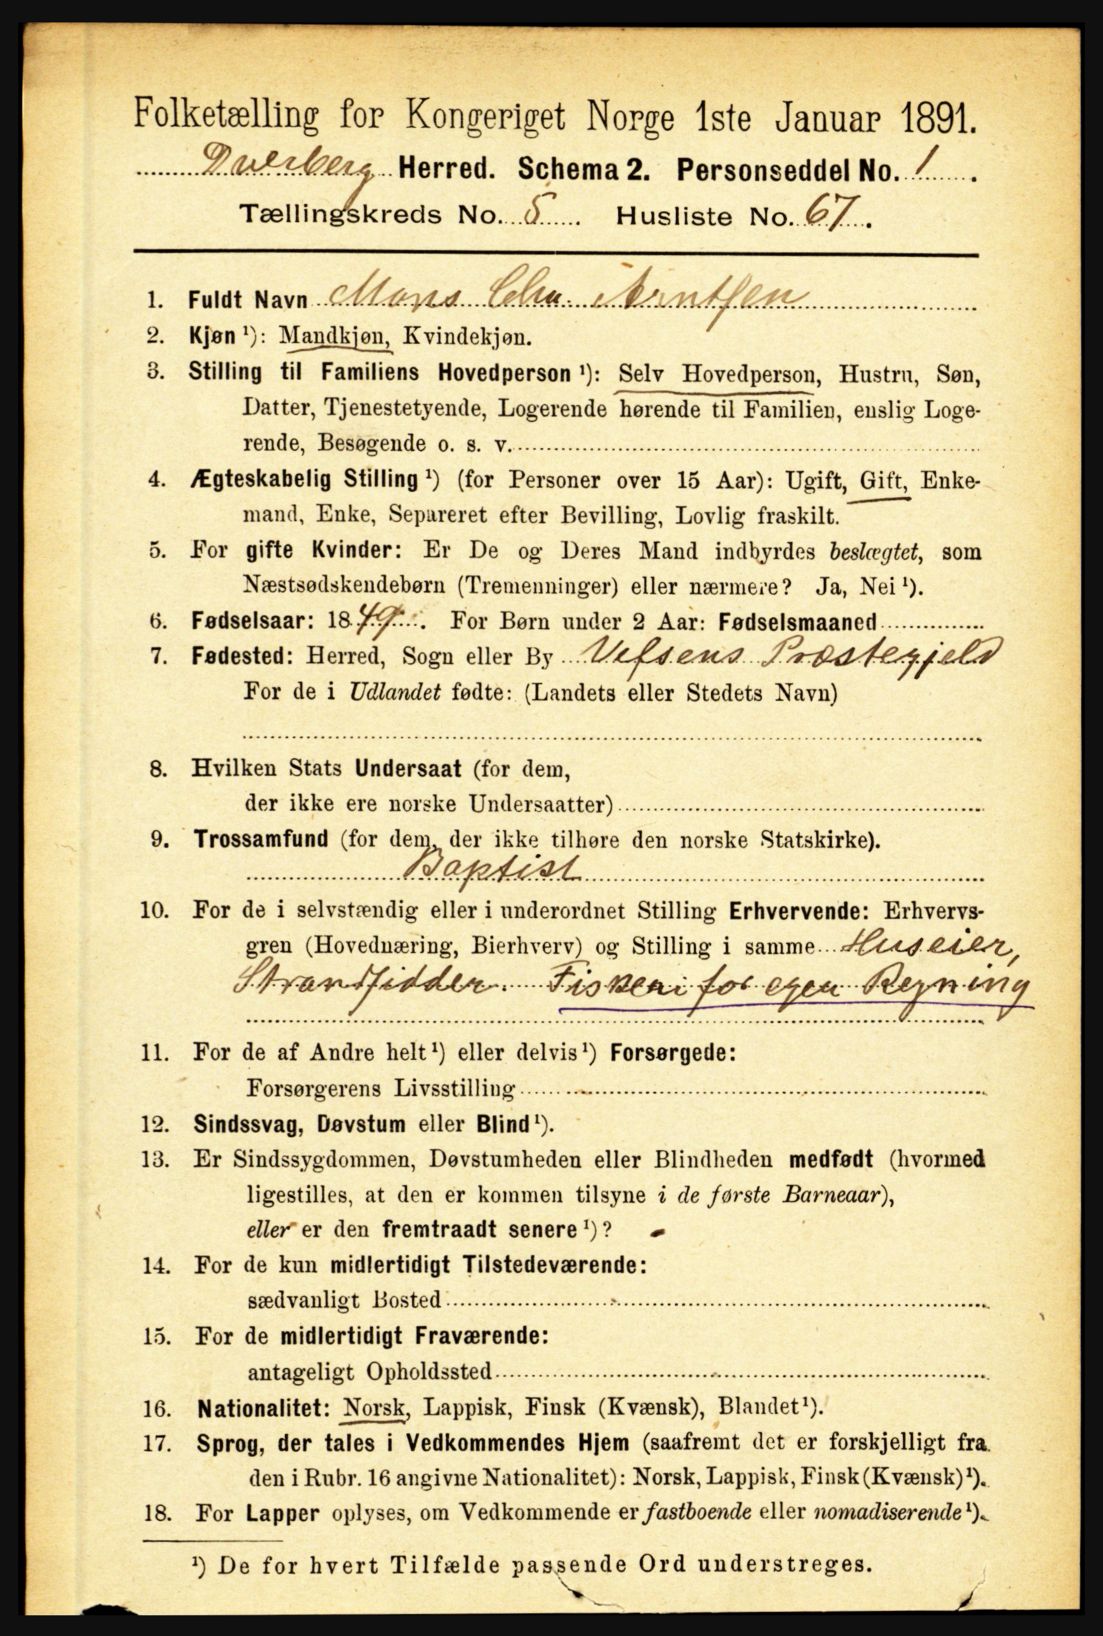 Folketælling for Kongeriget Norge 1ste Januar 1891.
Dverberg Herred. Schema 2. Personseddel No. 1.
Tællingskreds No. 5. Husliste No. 67.
1. Fuldt Navn Mons Chr. Arntsen
2. Kjøn ¹): Mandkjøn, Kvindekjøn.
3. Stilling til Familiens Hovedperson ¹): Selv Hovedperson, Hustru, Søn,
Datter, Tjenestetyende, Logerende hørende til Familien, enslig Loge-
rende, Besøgende o. s. v.
4. Ægteskabelig Stilling ¹) (for Personer over 15 Aar): Ugift, Gift, Enke-
mand, Enke, Separeret efter Bevilling, Lovlig fraskilt.
5. For gifte Kvinder: Er De og Deres Mand indbyrdes beslægtet, som
Næstsødskendebørn (Tremenninger) eller nærmere? Ja, Nei ¹).
6. Fødselsaar: 1849. For Børn under 2 Aar: Fødselsmaaned
7. Fødested: Herred, Sogn eller By Vefsens Præstegjeld
For de i Udlandet fødte: (Landets eller Stedets Navn)
8. Hvilken Stats Undersaat (for dem,
der ikke ere norske Undersaatter)
9. Trossamfund (for dem, der ikke tilhøre den norske Statskirke).
Baptist
10. For de i selvstændig eller i underordnet Stilling Erhvervende: Erhvervs-
gren (Hovednæring, Bierhverv) og Stilling i samme Huseier,
Strandsidder. Fiskeri for egen Regning
11. For de af Andre helt ¹) eller delvis ¹) Forsørgede:
Forsørgerens Livsstilling
12. Sindssvag, Døvstum eller Blind ¹).
13. Er Sindssygdommen, Døvstumheden eller Blindheden medfødt (hvormed
ligestilles, at den er kommen tilsyne i de første Barneaar),
eller er den fremtraadt senere ¹)?
14. For de kun midlertidigt Tilstedeværende:
sædvanligt Bosted
15. For de midlertidigt Fraværende:
antageligt Opholdssted
16. Nationalitet: Norsk, Lappisk, Finsk (Kvænsk), Blandet ¹).
17. Sprog, der tales i Vedkommendes Hjem (saafremt det er forskjelligt fra
den i Rubr. 16 angivne Nationalitet): Norsk, Lappisk, Finsk (Kvænsk) ¹).
18. For Lapper oplyses, om Vedkommende er fastboende eller nomadiserende ¹).
¹) De for hvert Tilfælde passende Ord understreges.